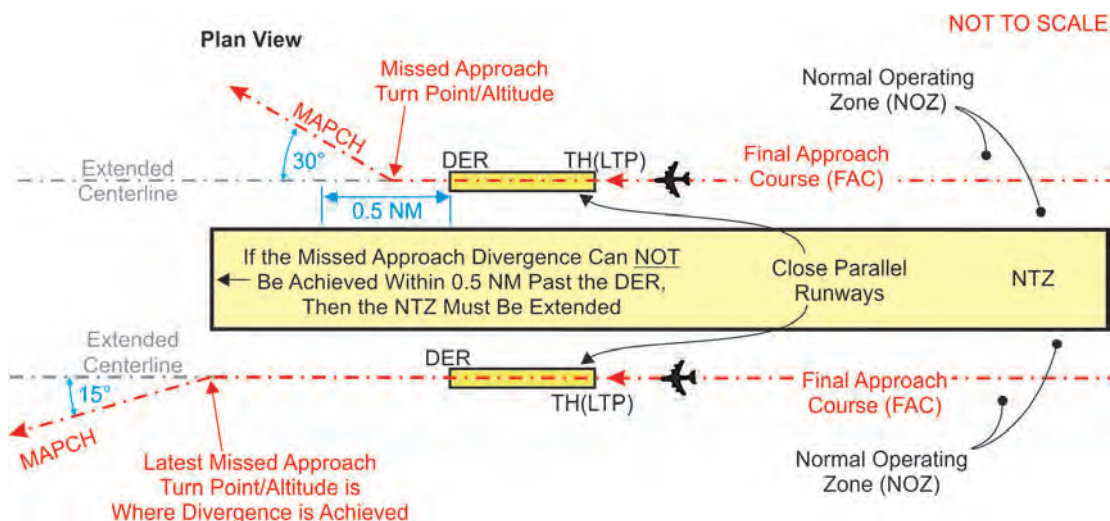 NOT TO SCALE
Plan View
Missed Approach
Turn Point/Altitude
Normal Operating
Zone (NOZ)
MAPCH
30°
Extended
Centerline
DER
TH(LTP)
Final Approach
Course (FAC)
0.5 NM
If the Missed Approach Divergence Can NOT
Be Achieved Within 0.5 NM Past the DER,
Then the NTZ Must Be Extended
Close Parallel
Runways
NTZ
Extended
Centerline
DER
15°
TH(LTP)
Final Approach
Course (FAC)
MAPCH
Latest Missed Approach
Turn Point/Altitude is
Where Divergence is Achieved
Normal Operating
Zone (NOZ)